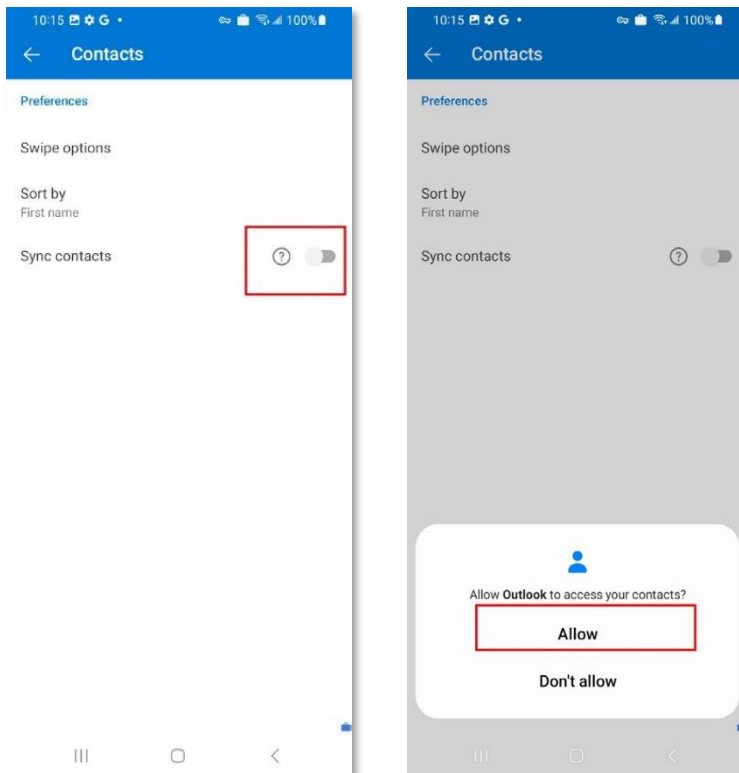 10:15 G • 100%
Contacts
Preferences
Swipe options
Sort by
First name
Sync contacts ?
10:15 G • 100%
Contacts
Preferences
Swipe options
Sort by
First name
Sync contacts ?
Allow Outlook to access your contacts?
Allow
Don't allow